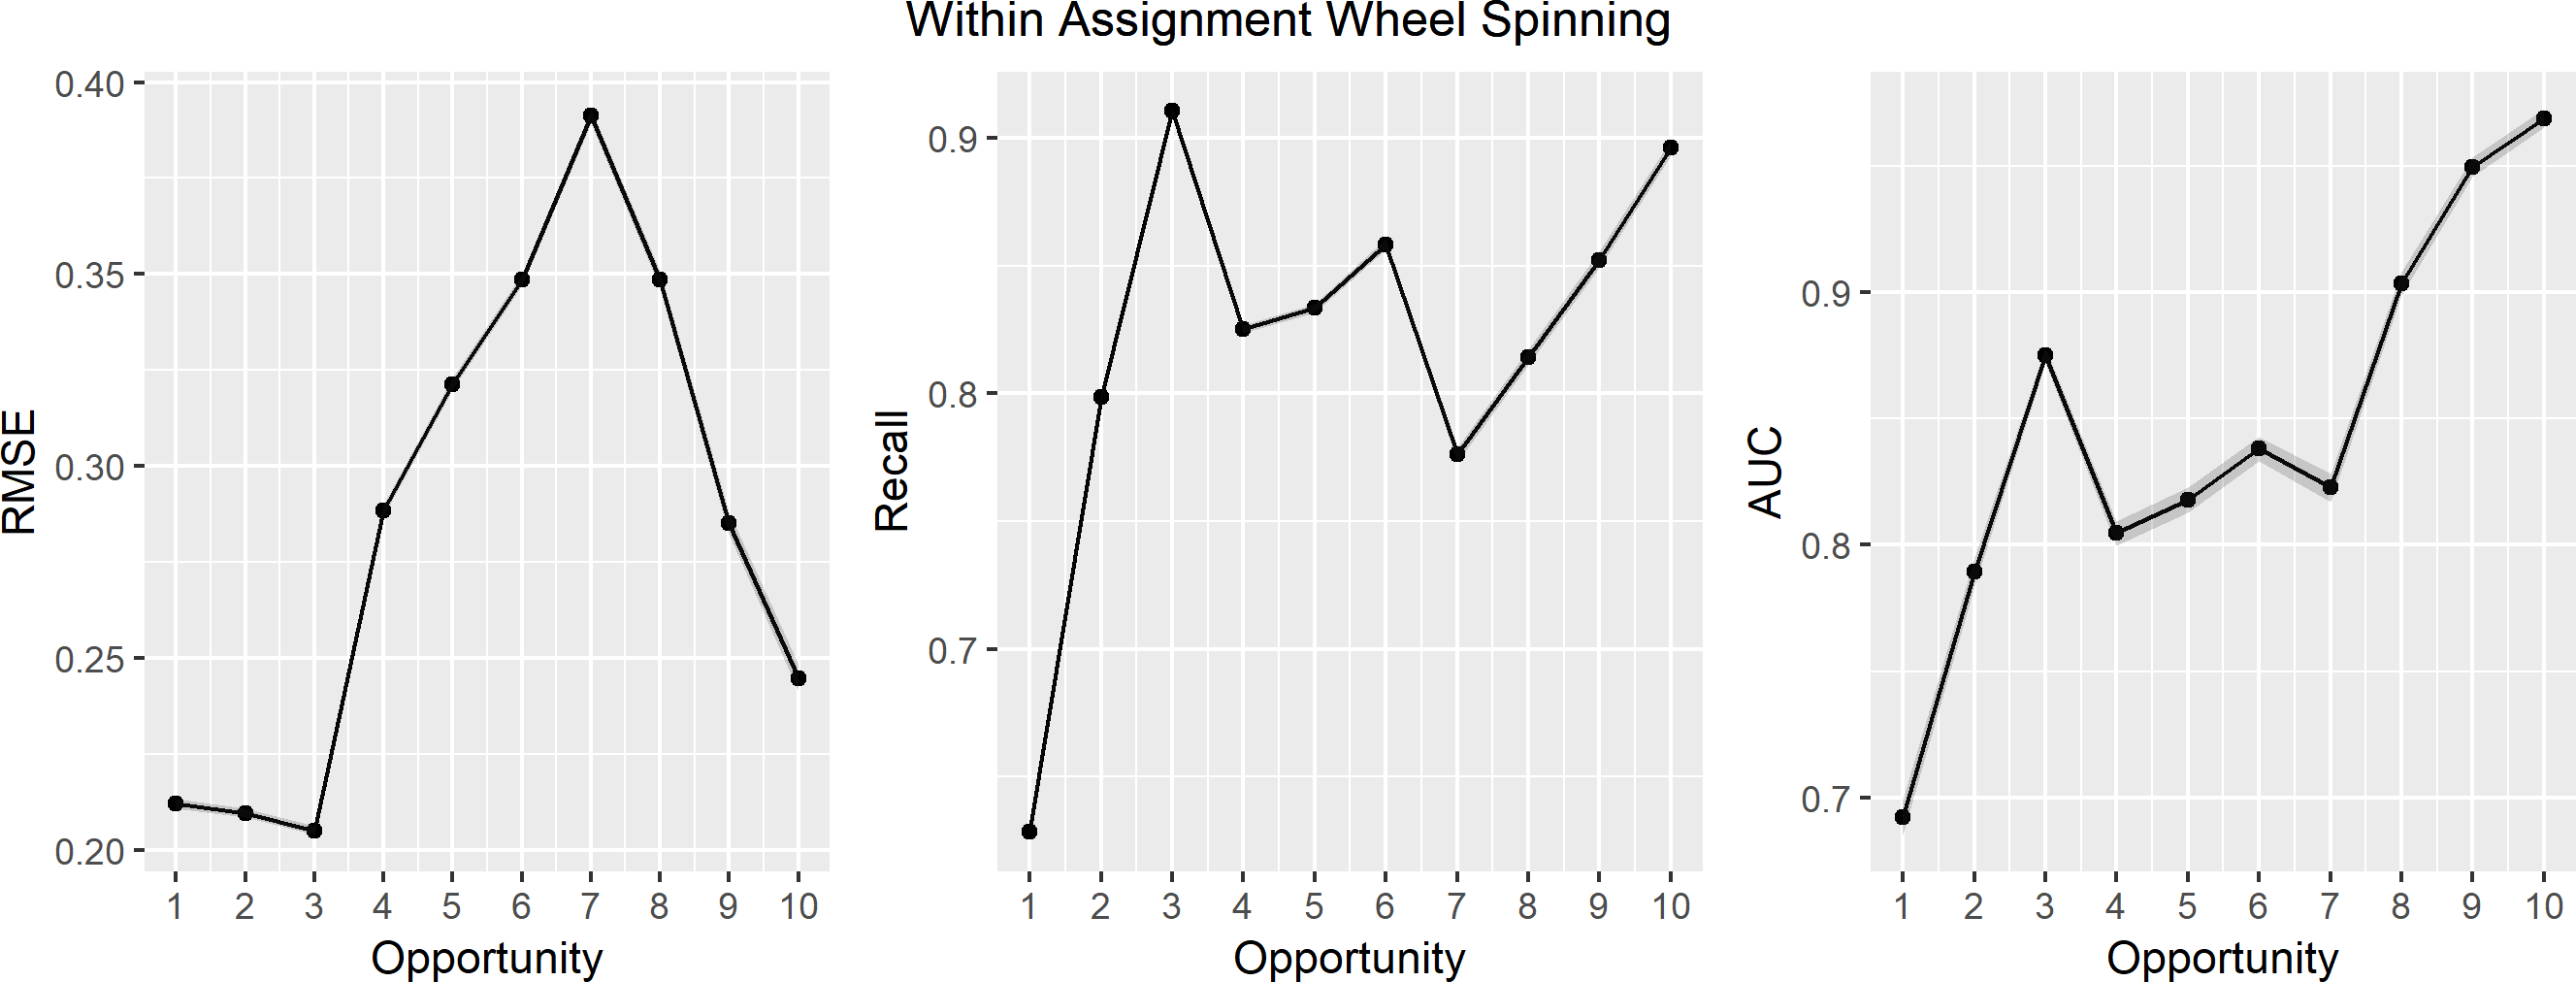 Within Assignment Wheel Spinning
RMSE
0.40
0.35
0.30
0.25
0.20
1 2 3 4 5 6 7 8 9 10
Opportunity
Recall
0.9
0.8
0.7
1 2 3 4 5 6 7 8 9 10
Opportunity
AUC
0.9
0.8
0.7
1 2 3 4 5 6 7 8 9 10
Opportunity